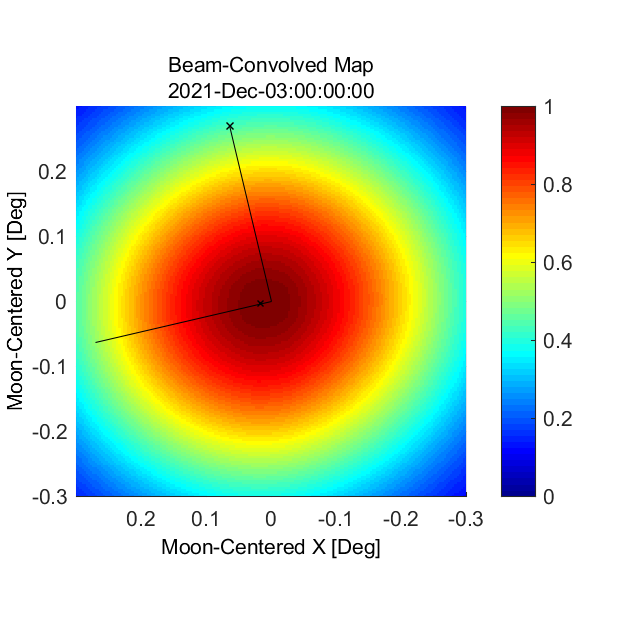 Beam-Convolved Map
2021-Dec-03:00:00:00
Moon-Centered Y [Deg]
0.2
0.1
0
-0.1
-0.2
-0.3
0.2 0.1 0 -0.1 -0.2 -0.3
Moon-Centered X [Deg]
1
0.8
0.6
0.4
0.2
0